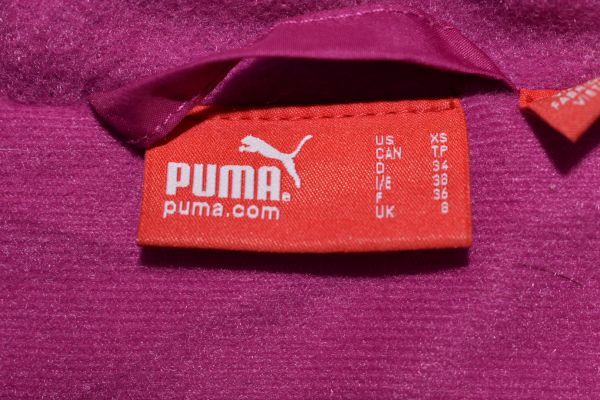 PUMA®
puma.com
US XS
CAN TP
D 34
I/E 38
F 36
UK 8